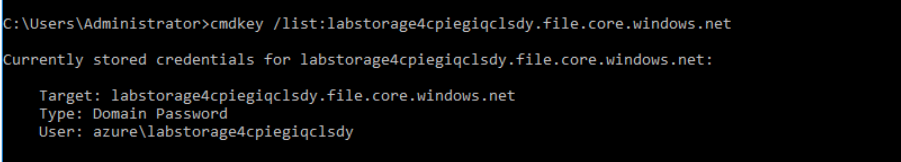 C:\Users\Administrator>cmdkey /list:labstorage4cpiegiqclsdy.file.core.windows.net
Currently stored credentials for labstorage4cpiegiqclsdy.file.core.windows.net:
Target: labstorage4cpiegiqclsdy.file.core.windows.net
Type: Domain Password
User: azure\labstorage4cpiegiqclsdy